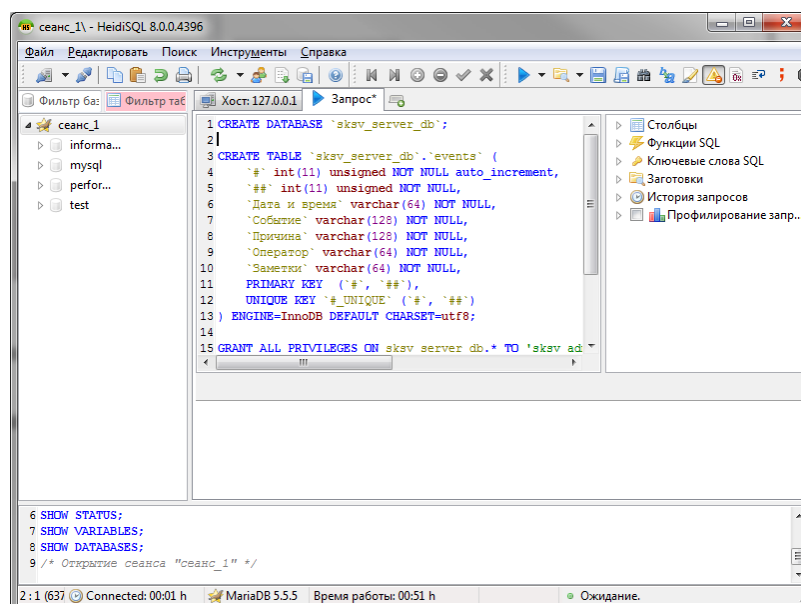 сеанс_1\ - HeidiSQL 8.0.0.4396
Файл Редактировать Поиск Инструменты Справка
Фильтр ба: Фильтр таб
Хост: 127.0.0.1 Запрос*
сеанс_1
informa...
mysql
perfor...
test
1 CREATE DATABASE `sksv_server_db`;
2
3 CREATE TABLE `sksv_server_db`.`events` (
4 `#` int(11) unsigned NOT NULL auto_increment,
5 `##` int(11) unsigned NOT NULL,
6 `Дата и время` varchar(64) NOT NULL,
7 `Событие` varchar(128) NOT NULL,
8 `Причина` varchar(128) NOT NULL,
9 `Оператор` varchar(64) NOT NULL,
10 `Заметки` varchar(64) NOT NULL,
11 PRIMARY KEY (`#`, `##`),
12 UNIQUE KEY `#_UNIQUE` (`#`, `##`)
13 ) ENGINE=InnoDB DEFAULT CHARSET=utf8;
14
15 GRANT ALL PRIVILEGES ON sksv_server_db.* TO 'sksv_ad
Столбцы
Функции SQL
Ключевые слова SQL
Заготовки
История запросов
Профилирование запр...
6 SHOW STATUS;
7 SHOW VARIABLES;
8 SHOW DATABASES;
9 /* Открытие сеанса "сеанс_1" */
2 : 1 (637 Connected: 00:01 h MariaDB 5.5.5 Время работы: 00:51 h Ожидание.